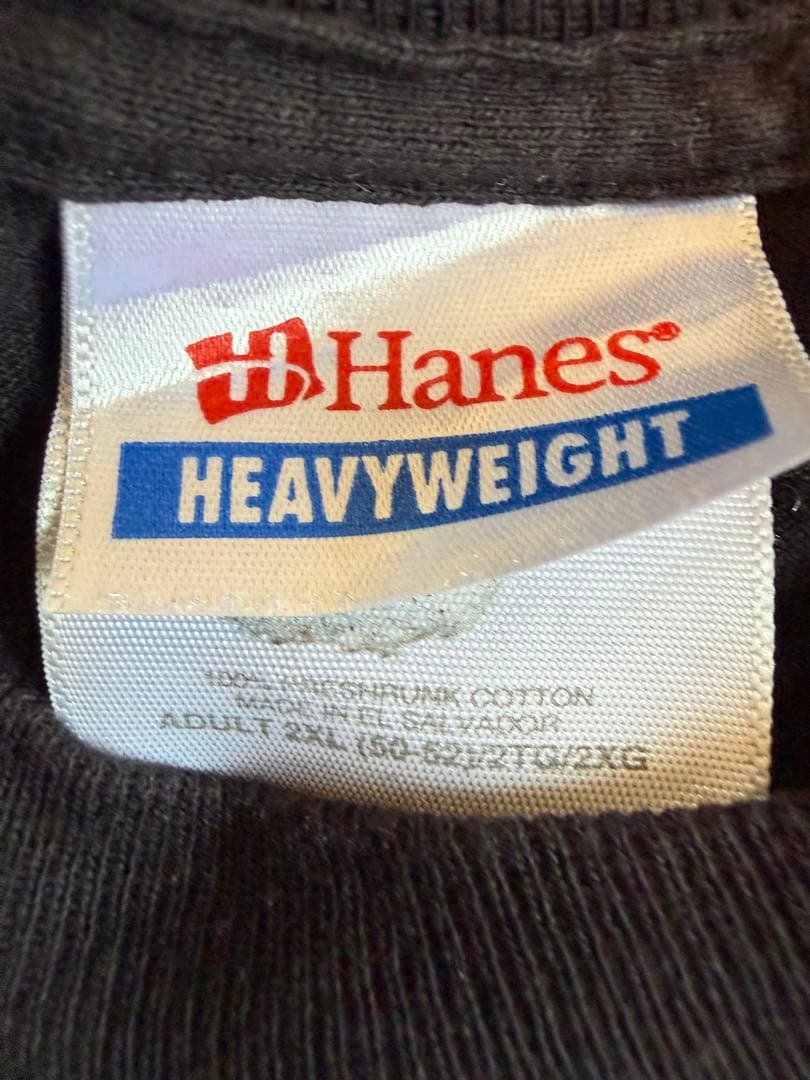 H Hanes®
HEAVYWEIGHT
100% PRESHRUNK COTTON
MADE IN EL SALVADOR
ADULT 2XL (50-52)/2TG/2XG